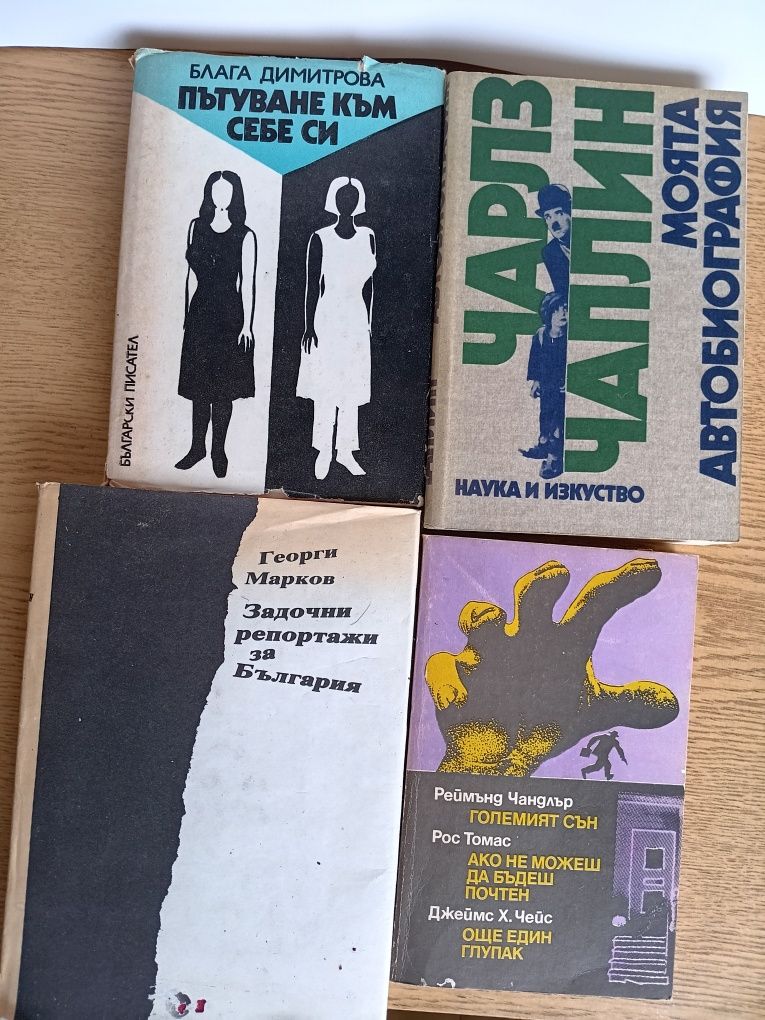 БЛАГА ДИМИТРОВА
ПЪТУВАНЕ КЪМ
СЕБЕ СИ
БЪЛГАРСКИ ПИСАТЕЛ
ЧАРЛЗ
ЧАПЛИН
МОЯТА
АВТОБИОГРАФИЯ
НАУКА И ИЗКУСТВО
Георги
Марков
Задочни
репортажи
за
България
Реймънд Чандлър
ГОЛЕМИЯТ СЪН
Рос Томас
АКО НЕ МОЖЕШ
ДА БЪДЕШ
ПОЧТЕН
Джеймс Х. Чейс
ОЩЕ ЕДИН
ГЛУПАК